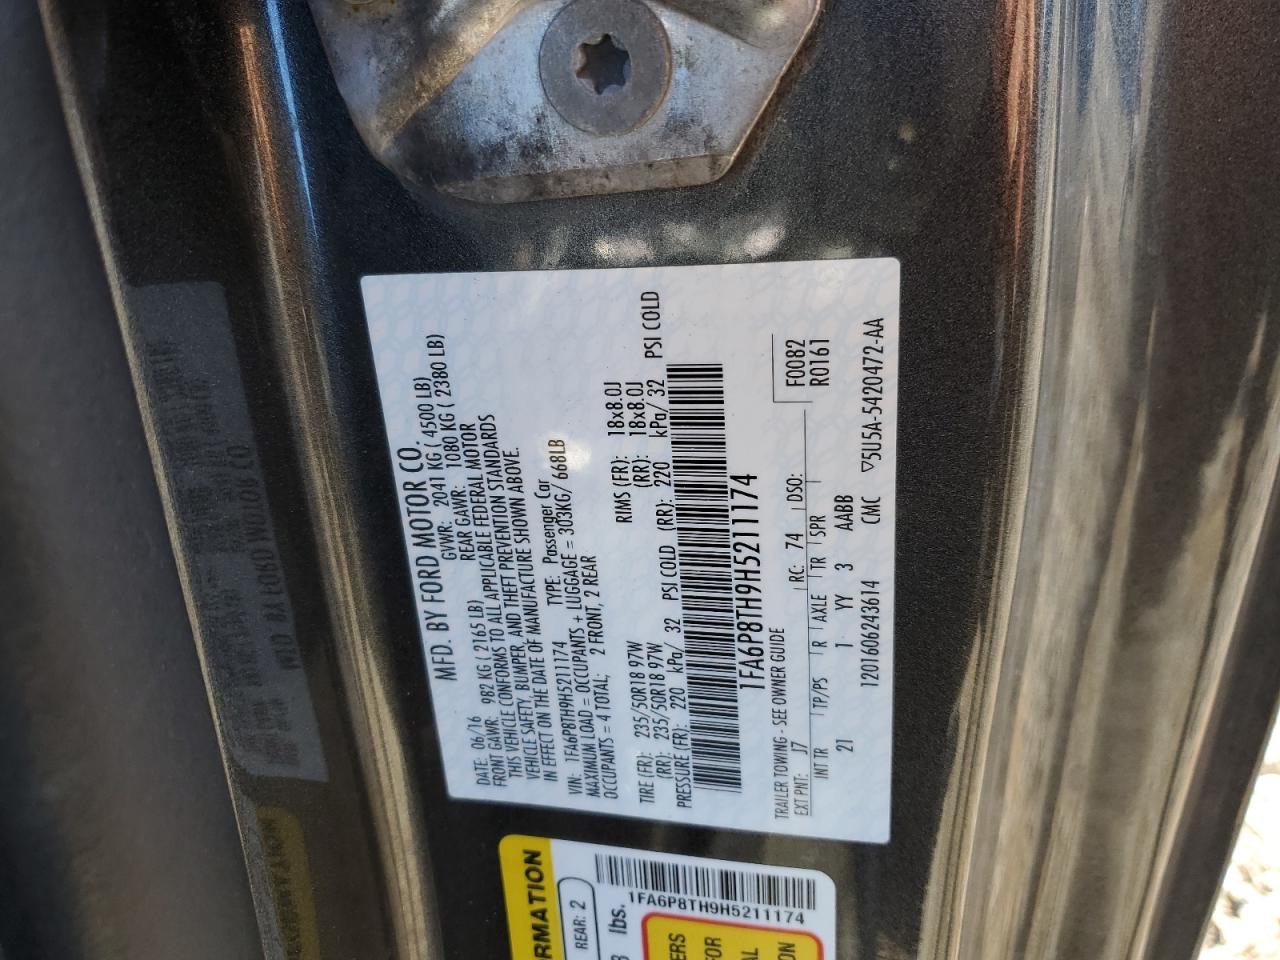 MFD. BY FORD MOTOR CO.
DATE: 06/16 GVWR: 2041 KG / 4500 LB)
FRONT GAWR: 982 KG ( 2165 LB) REAR GAWR: 1080 KG ( 2380 LB)
THIS VEHICLE CONFORMS TO ALL APPLICABLE FEDERAL MOTOR
VEHICLE SAFETY, BUMPER, AND THEFT PREVENTION STANDARDS
IN EFFECT ON THE DATE OF MANUFACTURE SHOWN ABOVE.
VIN: 1FA6P8TH9H5211174 TYPE: Passenger Car
MAXIMUM LOAD = OCCUPANTS + LUGGAGE = 303KG/ 668LB
OCCUPANTS = 4 TOTAL; 2 FRONT, 2 REAR
TIRE (FR): 235/50R18 97W RIMS (FR): 18x8.0J
(RR): 235/50R18 97W (RR): 18x8.0J
PRESSURE (FR): 220 kPa/ 32 PSI COLD (RR): 220 kPa/ 32 PSI COLD
1FA6P8TH9H5211174
TRAILER TOWING - SEE OWNER GUIDE
F0082
R0161
EXT PNT: J7 RC: 74 DSO:
INT TR TP/PS R AXLE TR SPR
21 1 YY 3 AABB
1201606243614 CMC ▽5U5A-5420472-AA
RMATION
REAR: 2
lbs.
1FA6P8TH9H5211174